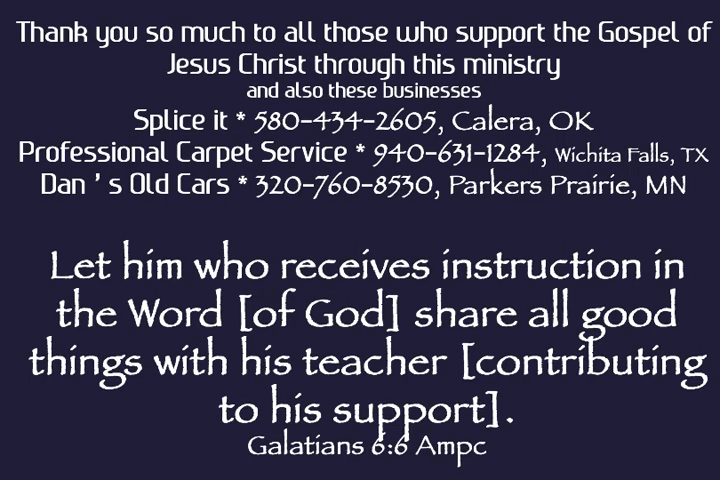 Thank you so much to all those who support the Gospel of
Jesus Christ through this ministry
and also these businesses
Splice it * 580-434-2605, Calera, OK
Professional Carpet Service * 940-631-1284, Wichita Falls, TX
Dan ' s Old Cars * 320-760-8530, Parkers Prairie, MN
Let him who receives instruction in
the Word [of God] share all good
things with his teacher [contributing
to his support].
Galatians 6:6 Ampc